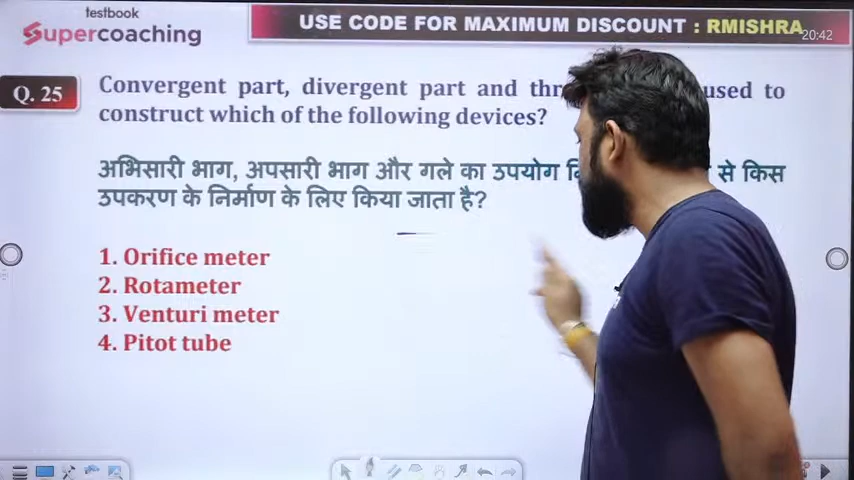 testbook
Supercoaching
USE CODE FOR MAXIMUM DISCOUNT : RMISHRA
20:42
Q. 25
Convergent part, divergent part and used to
construct which of the following devices?
अभिसारी भाग, अपसारी भाग और गले का उपयोग से किस
उपकरण के निर्माण के लिए किया जाता है?
1. Orifice meter
2. Rotameter
3. Venturi meter
4. Pitot tube